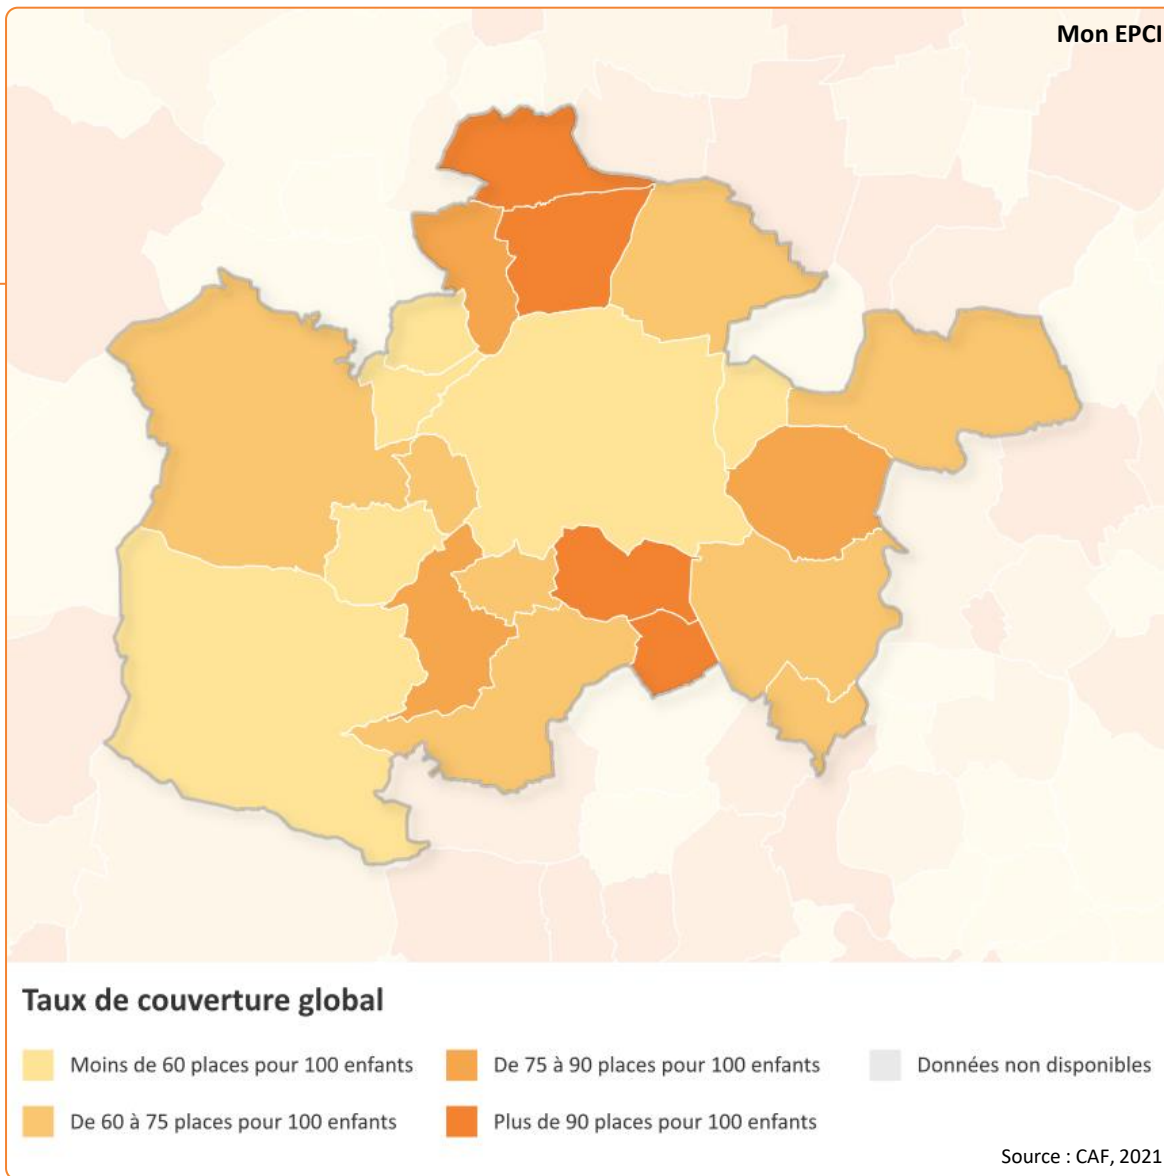 Mon EPCI
Taux de couverture global
Moins de 60 places pour 100 enfants
De 75 à 90 places pour 100 enfants
Données non disponibles
De 60 à 75 places pour 100 enfants
Plus de 90 places pour 100 enfants
Source : CAF, 2021